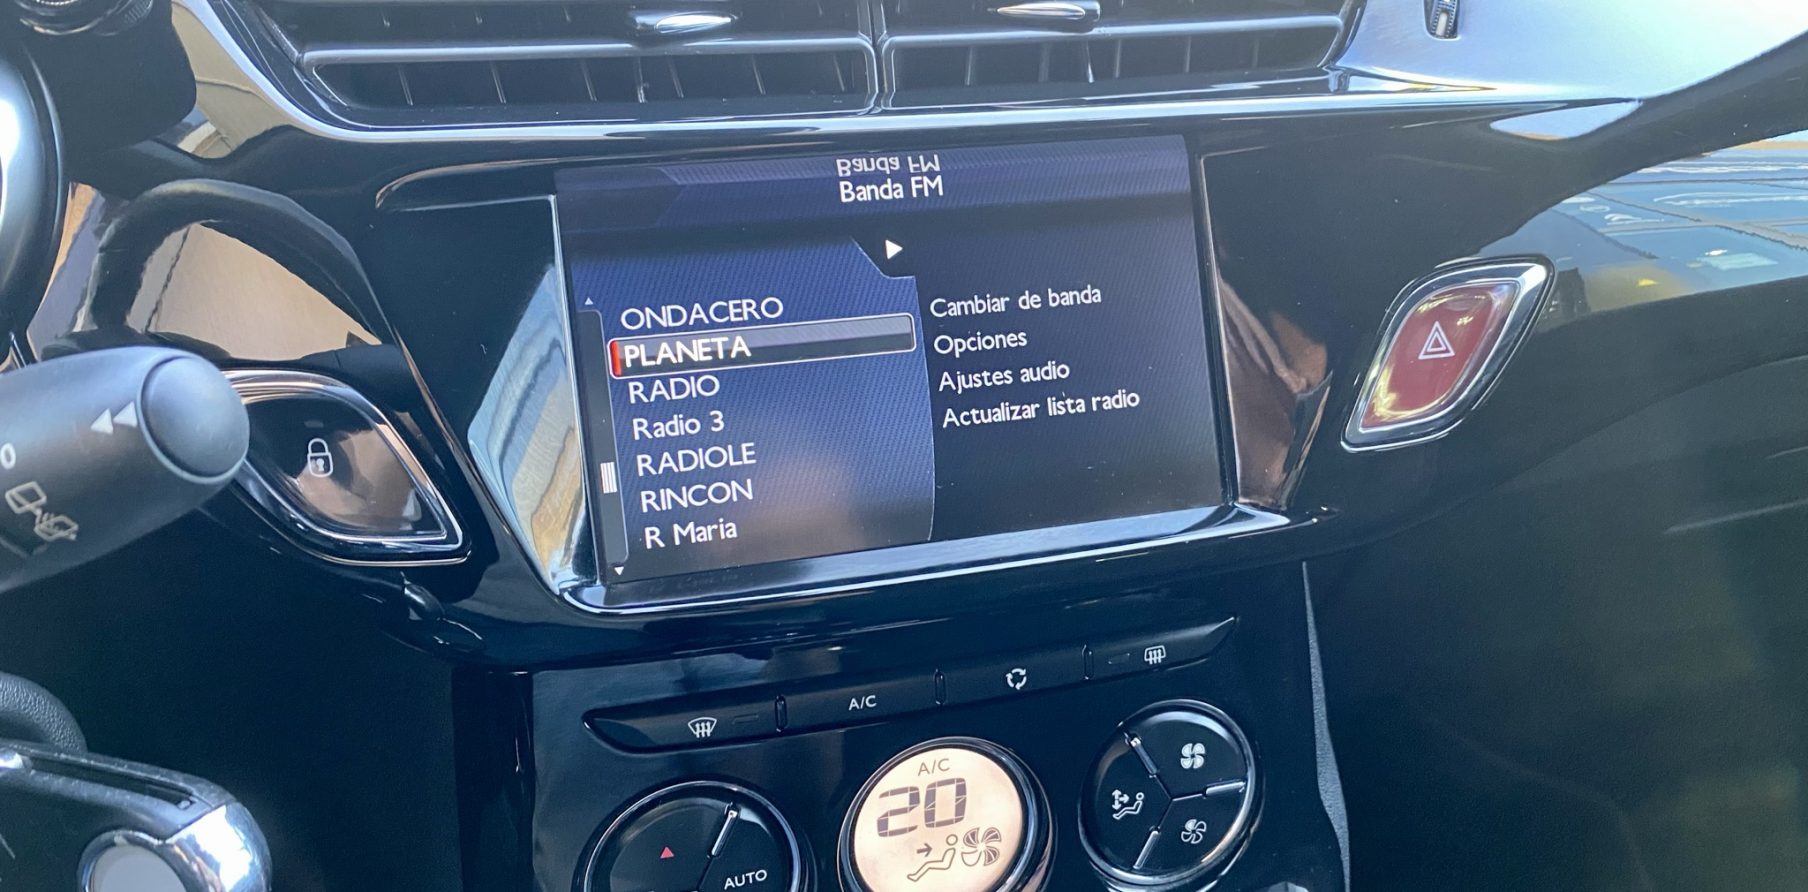 Banda FM
Banda FM
ONDACERO
PLANETA
RADIO
Radio 3
RADIOLE
RINCON
R Maria
Cambiar de banda
Opciones
Ajustes audio
Actualizar lista radio
0
A/C
A/C
20
AUTO